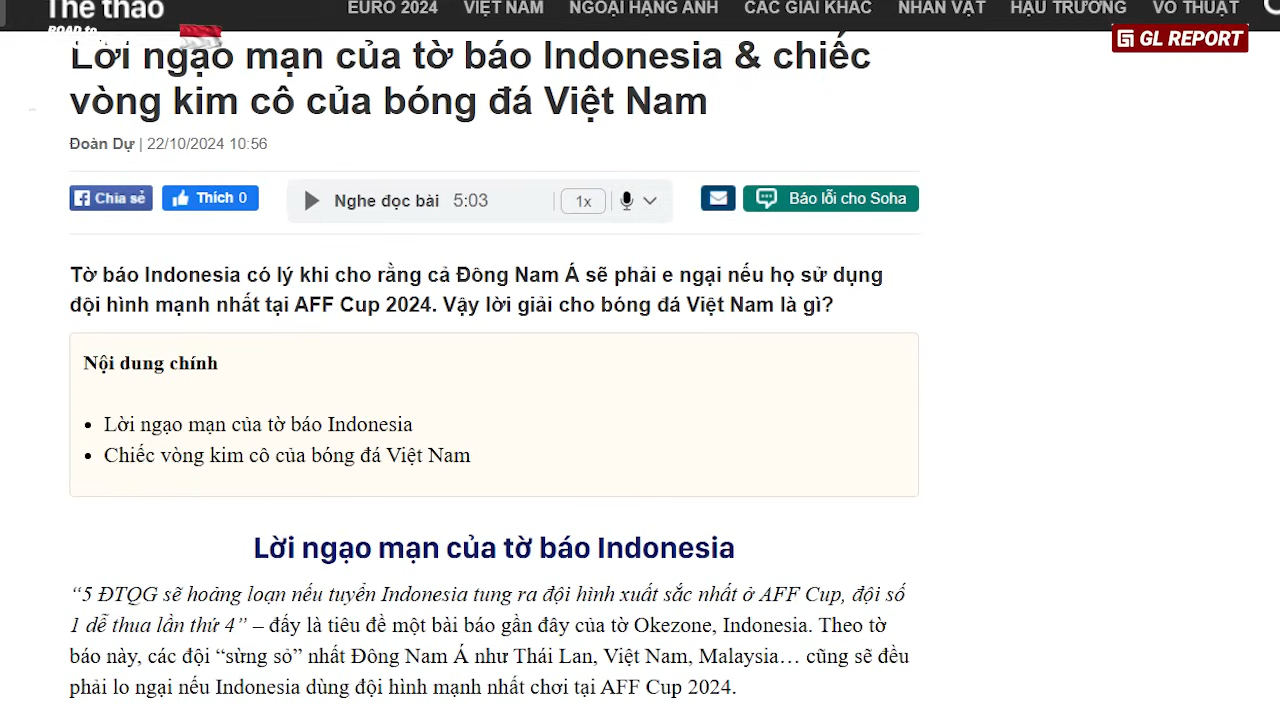 Thể thao
EURO 2024 VIỆT NAM NGOẠI HẠNG ANH CÁC GIẢI KHÁC NHÂN VẬT HẬU TRƯỜNG VÕ THUẬT
ROAD to
GL REPORT
Lời ngạo mạn của tờ báo Indonesia & chiếc
vòng kim cô của bóng đá Việt Nam
Đoàn Dự | 22/10/2024 10:56
Chia sẻ Thích 0 Nghe đọc bài 5:03 1x Báo lỗi cho Soha
Tờ báo Indonesia có lý khi cho rằng cả Đông Nam Á sẽ phải e ngại nếu họ sử dụng
đội hình mạnh nhất tại AFF Cup 2024. Vậy lời giải cho bóng đá Việt Nam là gì?
Nội dung chính
Lời ngạo mạn của tờ báo Indonesia
Chiếc vòng kim cô của bóng đá Việt Nam
Lời ngạo mạn của tờ báo Indonesia
“5 ĐTQG sẽ hoảng loạn nếu tuyển Indonesia tung ra đội hình xuất sắc nhất ở AFF Cup, đội số
1 dễ thua lần thứ 4” – đấy là tiêu đề một bài báo gần đây của tờ Okezone, Indonesia. Theo tờ
báo này, các đội “sừng sỏ” nhất Đông Nam Á như Thái Lan, Việt Nam, Malaysia… cũng sẽ đều
phải lo ngại nếu Indonesia dùng đội hình mạnh nhất chơi tại AFF Cup 2024.